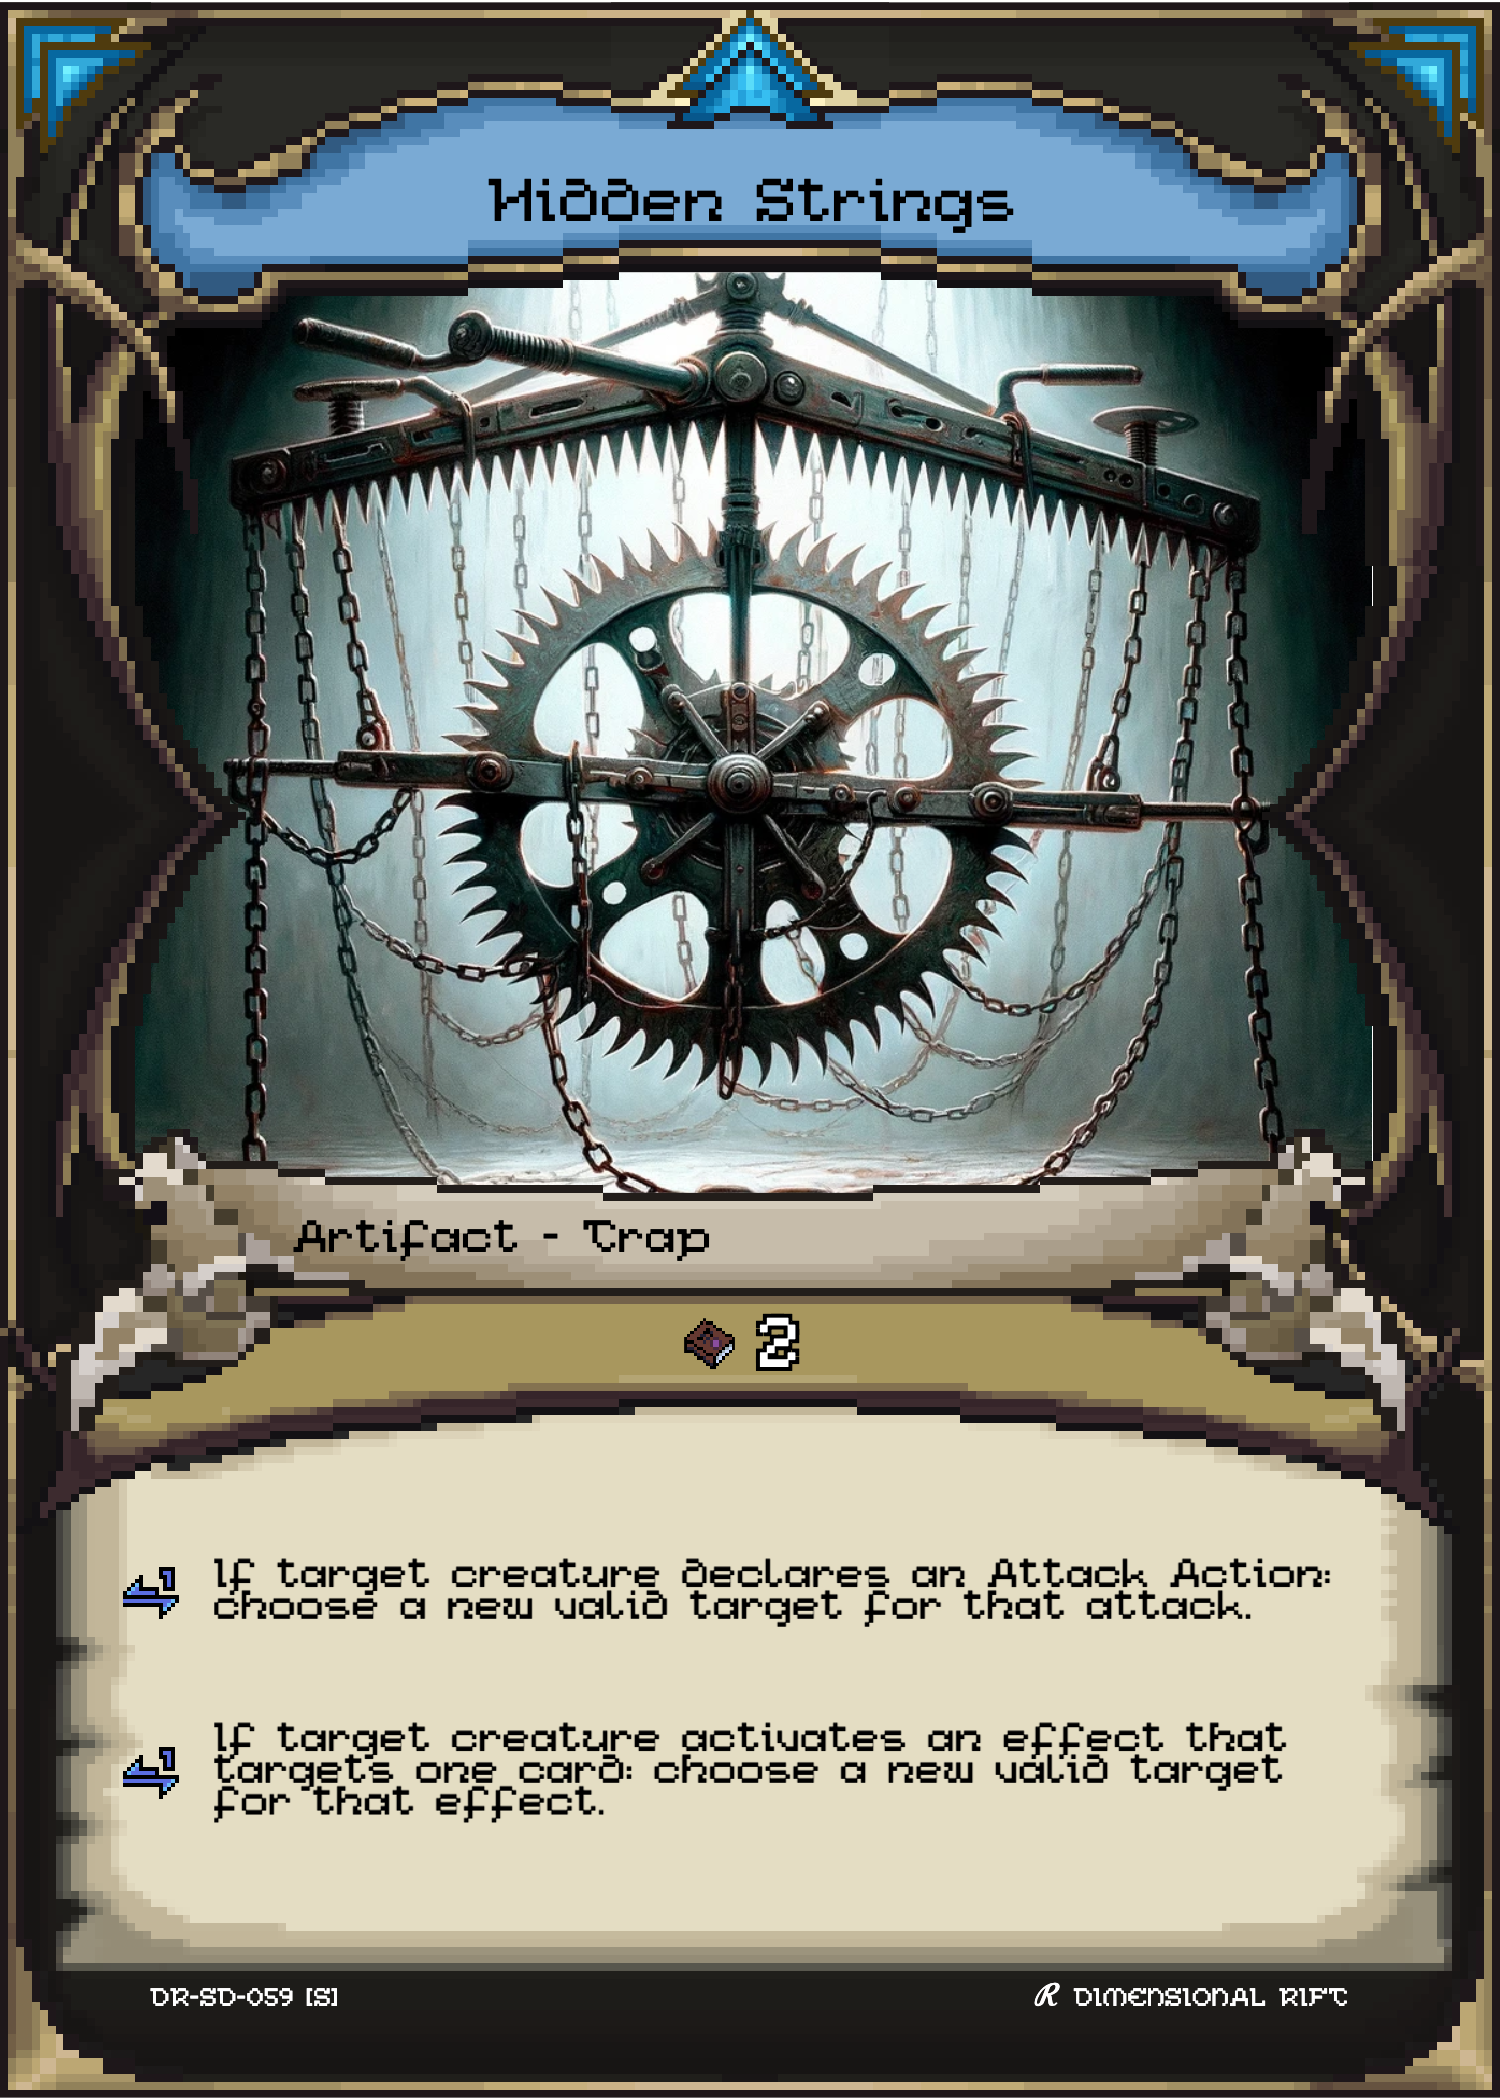 Hidden Strings
Artifact - Trap
2
1
If target creature declares an Attack Action:
choose a new valid target for that attack.
1
If target creature activates an effect that
targets one card: choose a new valid target
for that effect.
DR-SD-059 [S]
R DIMENSIONAL RIFT